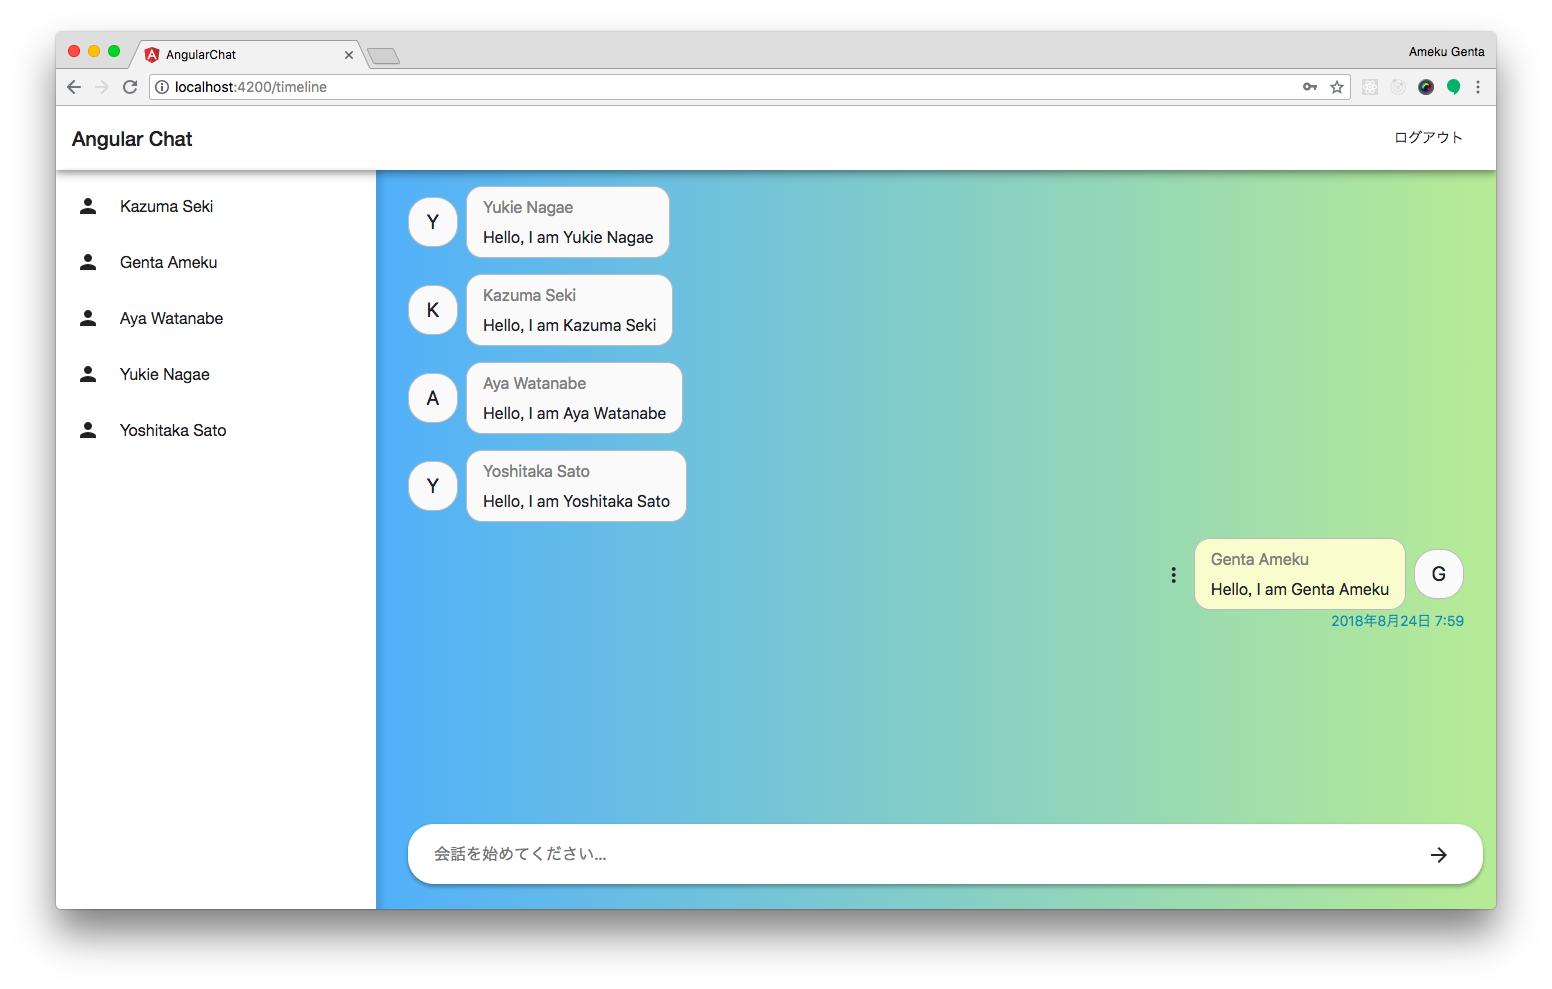 AngularChat
Ameku Genta
localhost:4200/timeline
Angular Chat
ログアウト
Kazuma Seki
Genta Ameku
Aya Watanabe
Yukie Nagae
Yoshitaka Sato
Y
Yukie Nagae
Hello, I am Yukie Nagae
K
Kazuma Seki
Hello, I am Kazuma Seki
A
Aya Watanabe
Hello, I am Aya Watanabe
Y
Yoshitaka Sato
Hello, I am Yoshitaka Sato
Genta Ameku
Hello, I am Genta Ameku
G
2018年8月24日 7:59
会話を始めてください...